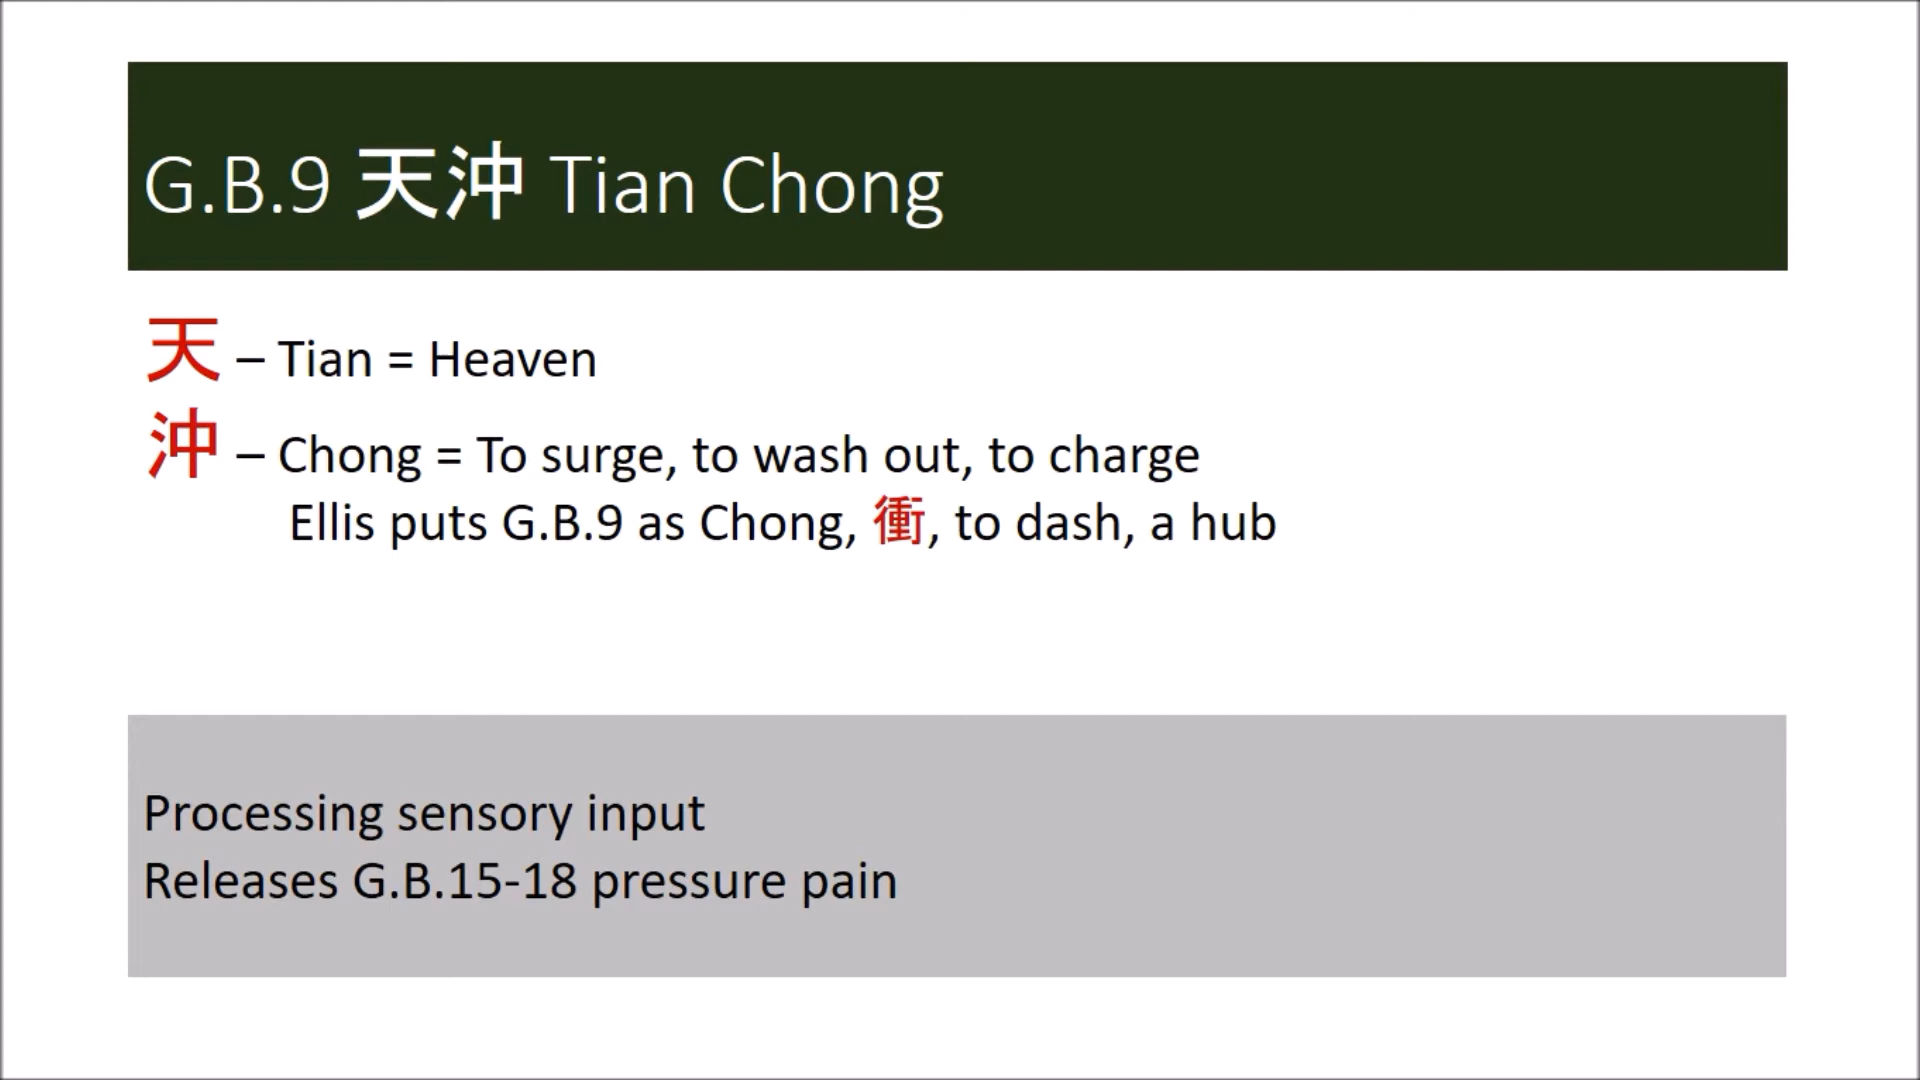 G.B.9 天沖 Tian Chong
天 – Tian = Heaven
沖 – Chong = To surge, to wash out, to charge
Ellis puts G.B.9 as Chong, 衝, to dash, a hub
Processing sensory input
Releases G.B.15-18 pressure pain